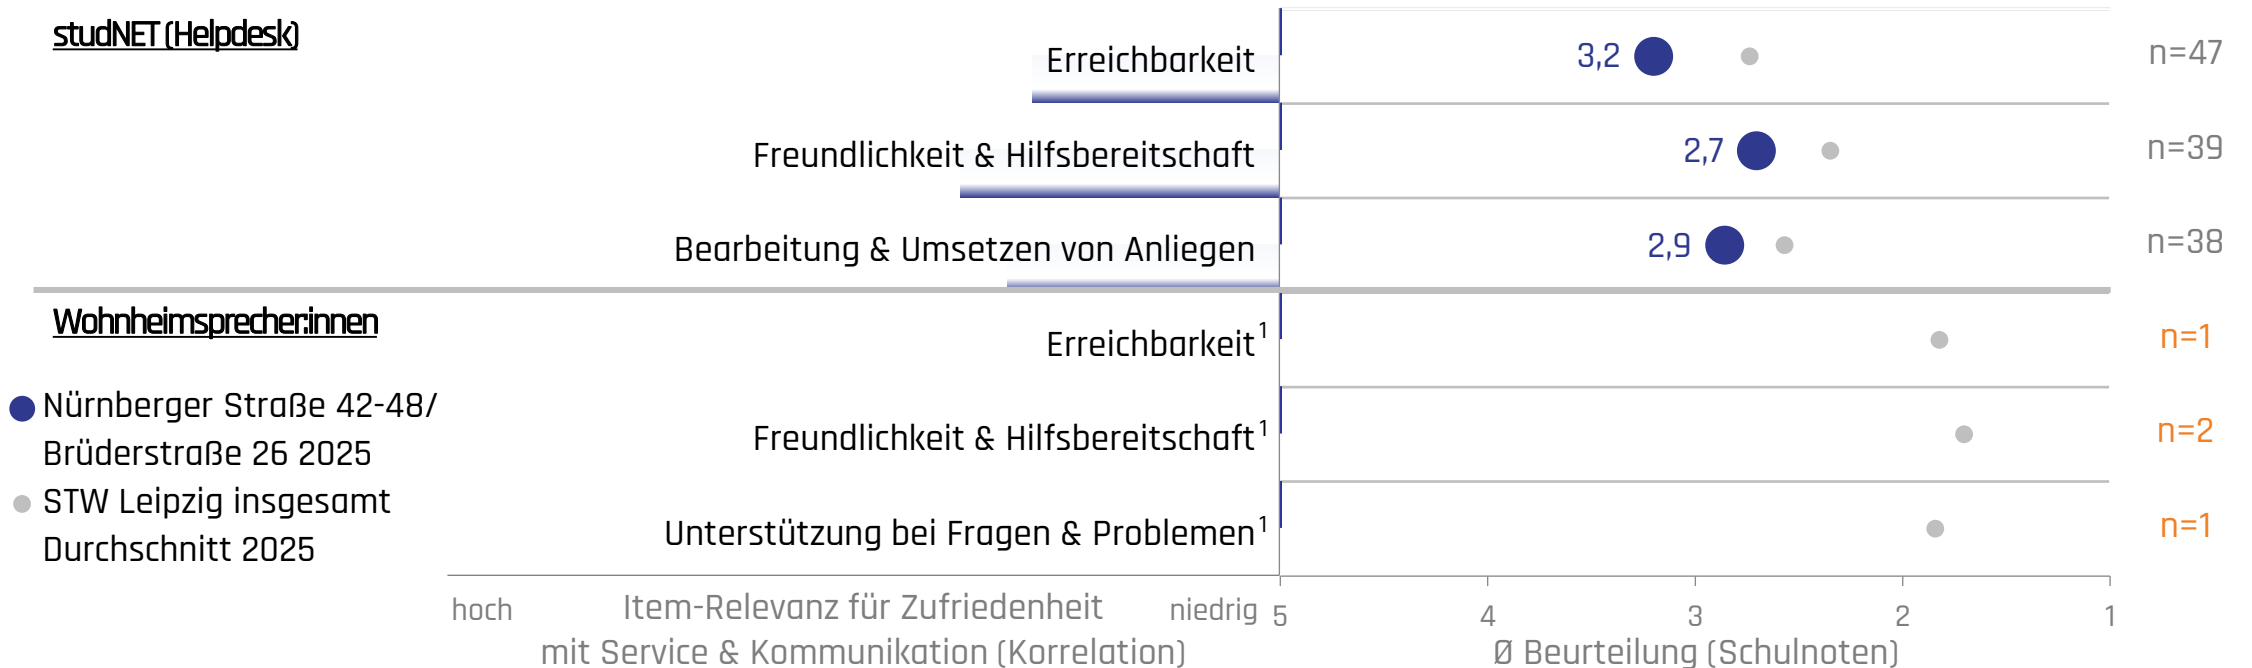 studNET (Helpdesk)
Erreichbarkeit 3,2 n=47
Freundlichkeit & Hilfsbereitschaft 2,7 n=39
Bearbeitung & Umsetzen von Anliegen 2,9 n=38
Wohnheimsprecher:innen
Erreichbarkeit¹ n=1
Freundlichkeit & Hilfsbereitschaft¹ n=2
Unterstützung bei Fragen & Problemen¹ n=1
Nürnberger Straße 42-48/
Brüderstraße 26 2025
STW Leipzig insgesamt
Durchschnitt 2025
hoch Item-Relevanz für Zufriedenheit niedrig
mit Service & Kommunikation (Korrelation)
5 4 3 2 1
Ø Beurteilung (Schulnoten)